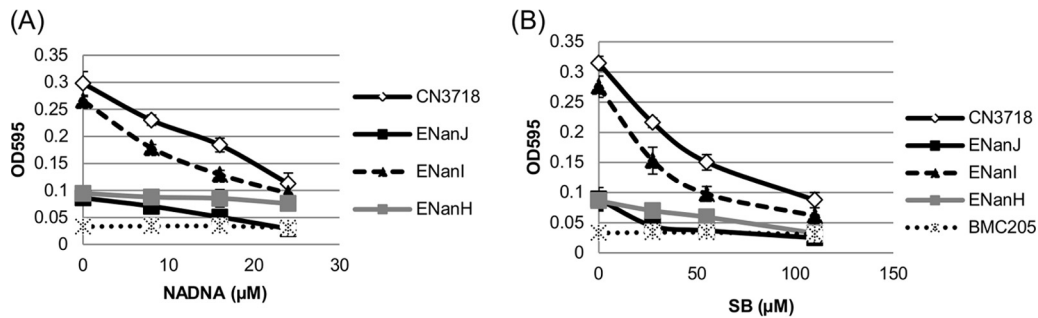 (A)
0.35
0.3
0.25
0.2
0.15
0.1
0.05
0
OD595
0 10 20 30
NADNA (µM)
CN3718
ENanJ
ENanI
ENanH
(B)
0.35
0.3
0.25
0.2
0.15
0.1
0.05
0
OD595
0 50 100 150
SB (µM)
CN3718
ENanJ
ENanI
ENanH
BMC205